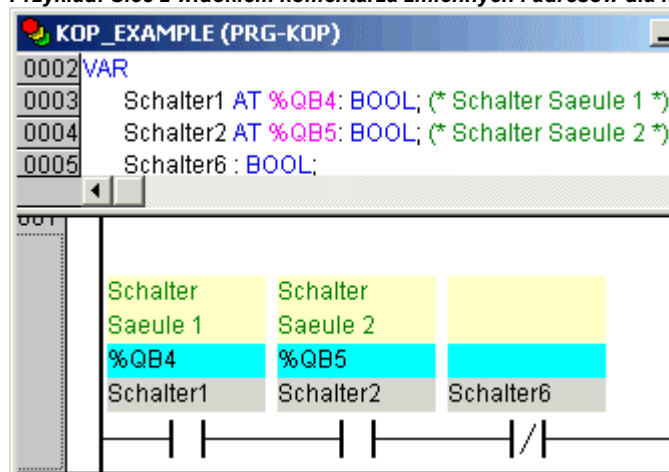 KOP_EXAMPLE (PRG-KOP)
0002 VAR
0003 Schalter1 AT %QB4: BOOL; (* Schalter Saeule 1 *)
0004 Schalter2 AT %QB5: BOOL; (* Schalter Saeule 2 *)
0005 Schalter6 : BOOL;
Schalter Schalter
Saeule 1 Saeule 2
%QB4 %QB5
Schalter1 Schalter2 Schalter6